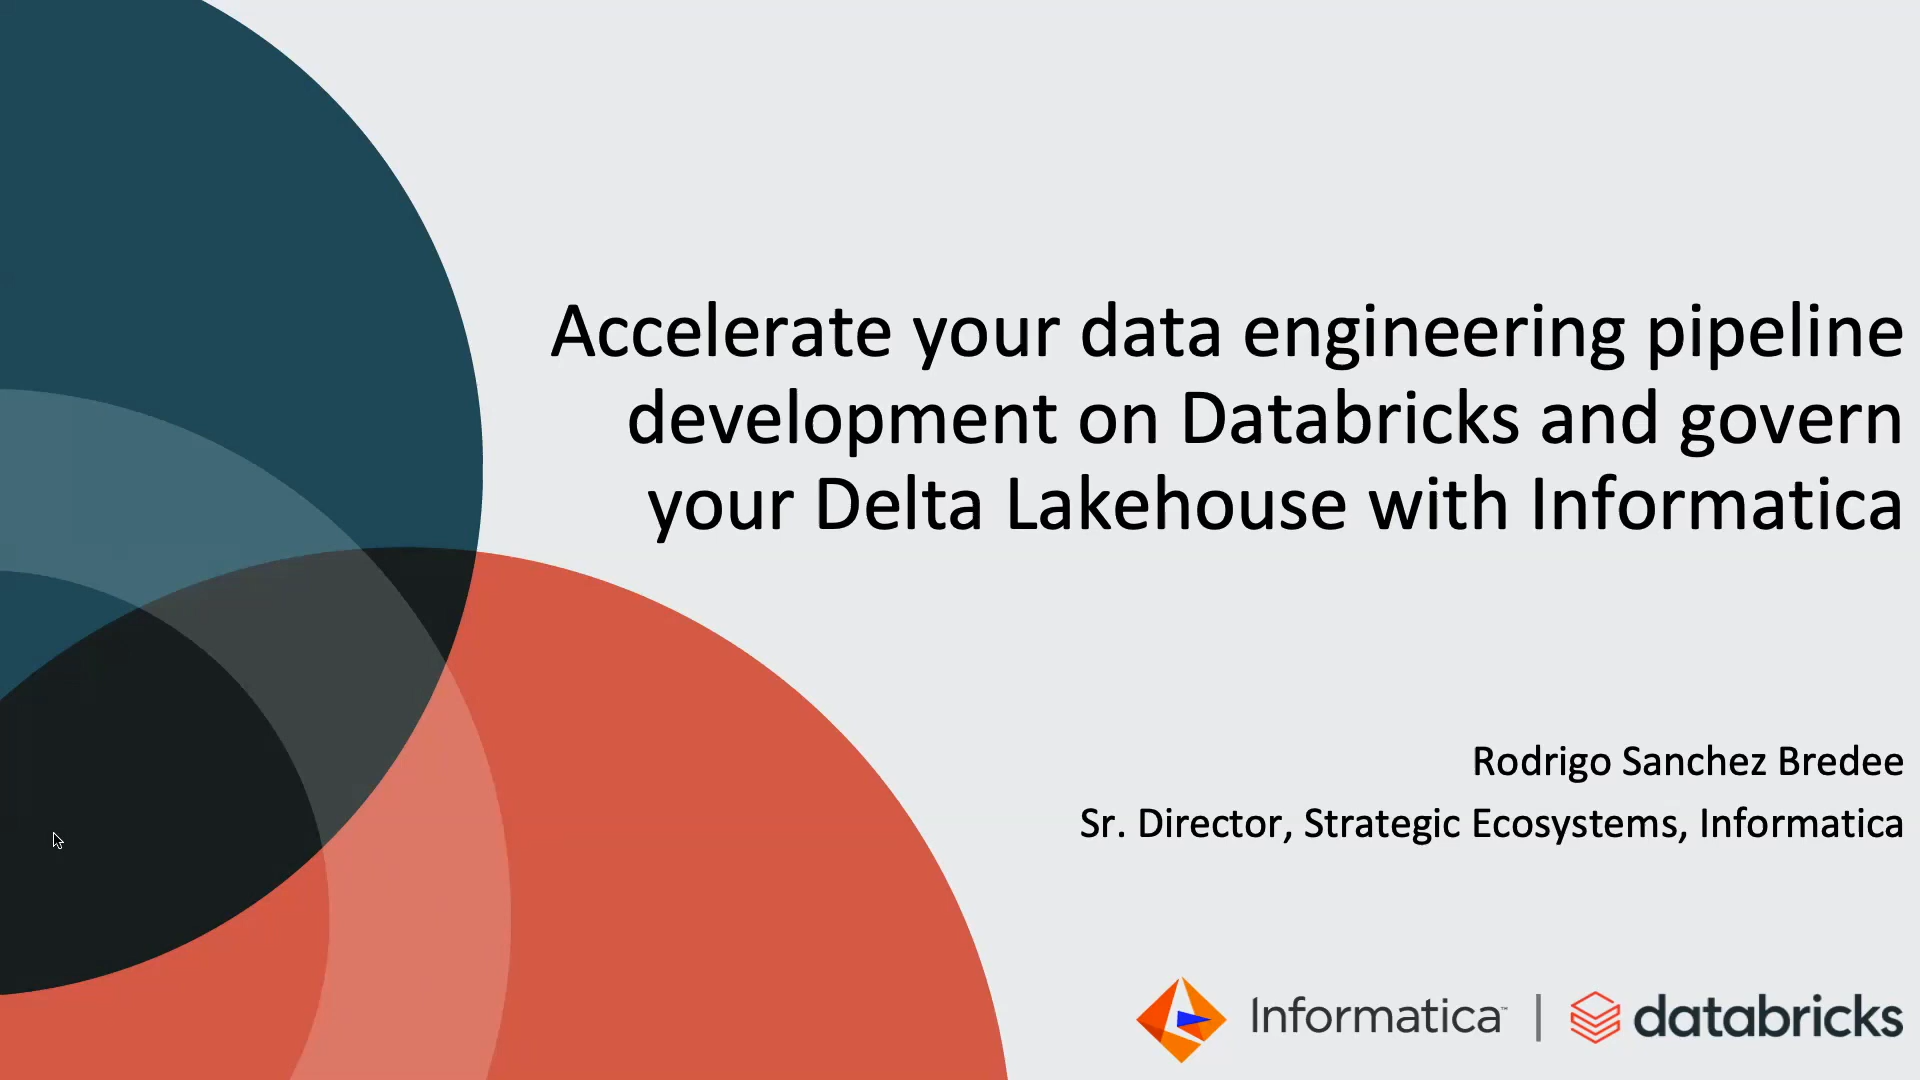 Accelerate your data engineering pipeline
development on Databricks and govern
your Delta Lakehouse with Informatica
Rodrigo Sanchez Bredee
Sr. Director, Strategic Ecosystems, Informatica
Informatica™ | databricks